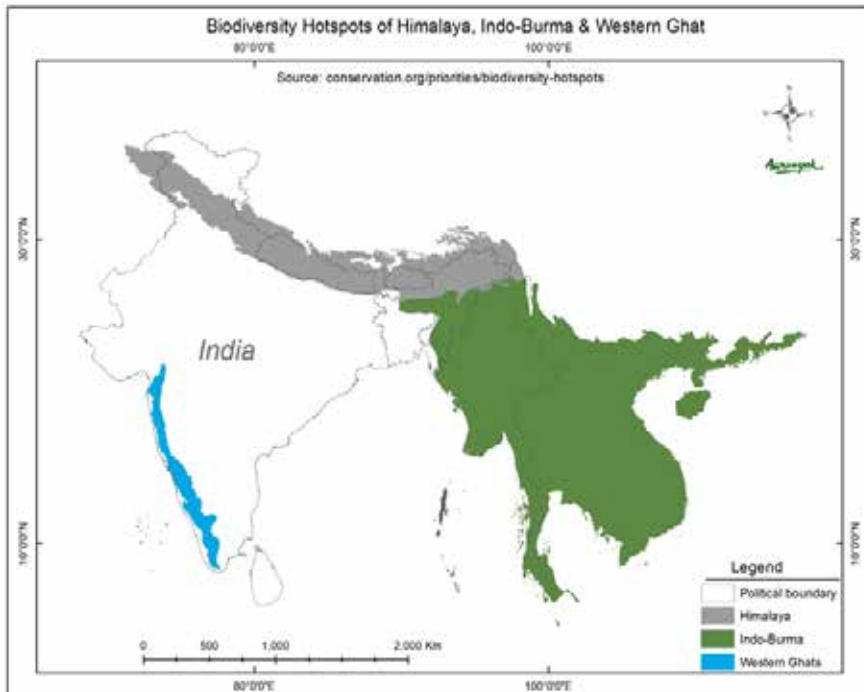 Biodiversity Hotspots of Himalaya, Indo-Burma & Western Ghat
80°0'0"E 100°0'0"E
Source: conservation.org/priorities/biodiversity-hotspots
N
Aaranyak
30°0'0"N 30°0'0"N
India
10°0'0"N 10°0'0"N
Legend
Political boundary
Himalaya
Indo-Burma
Western Ghats
0 500 1,000 2,000 Km
80°0'0"E 100°0'0"E